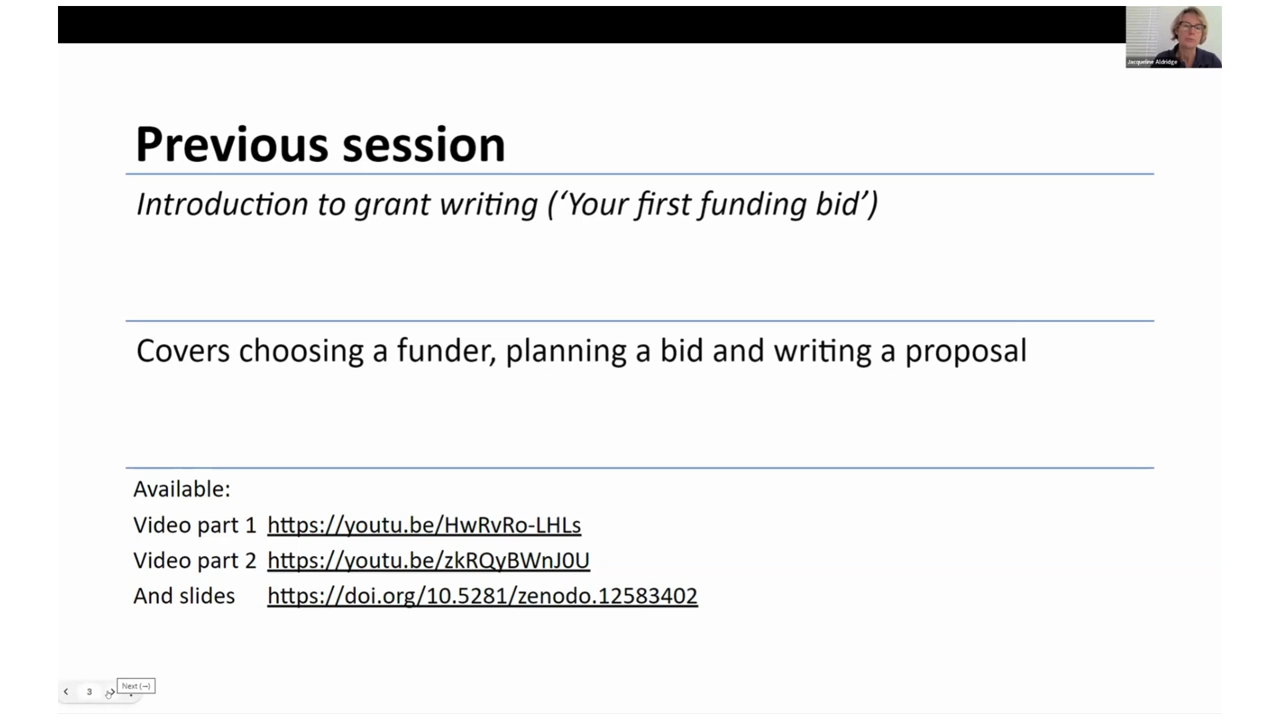 Jacqueline Aldridge
Previous session
Introduction to grant writing (‘Your first funding bid’)
Covers choosing a funder, planning a bid and writing a proposal
Available:
Video part 1 https://youtu.be/HwRvRo-LHLs
Video part 2 https://youtu.be/zkRQyBWnJ0U
And slides https://doi.org/10.5281/zenodo.12583402
3
Next (→)